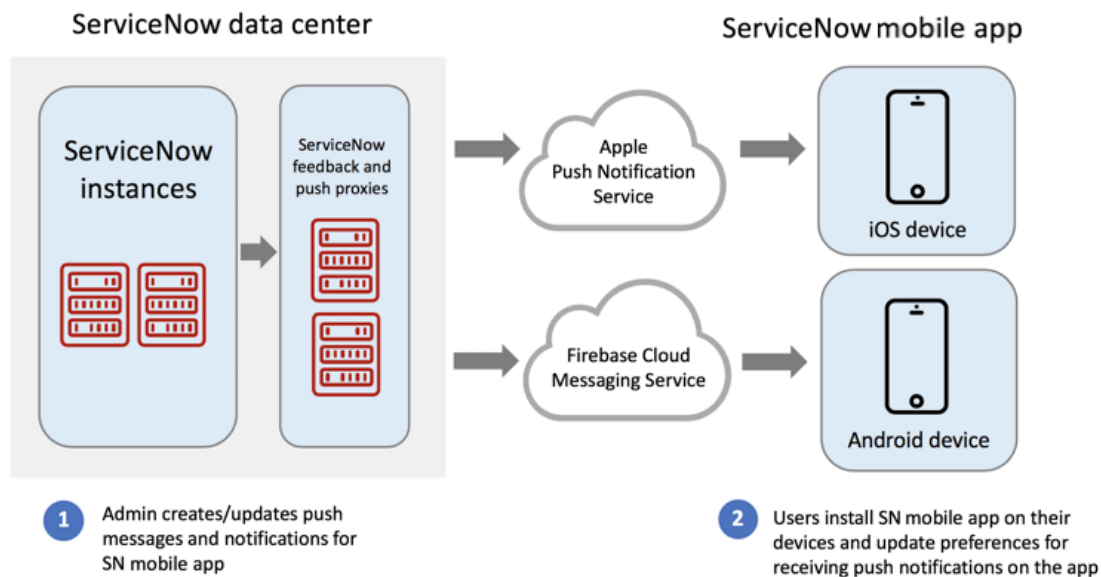 ServiceNow data center
ServiceNow mobile app
ServiceNow
instances
ServiceNow
feedback and
push proxies
Apple
Push Notification
Service
iOS device
Firebase Cloud
Messaging Service
Android device
1
Admin creates/updates push
messages and notifications for
SN mobile app
2
Users install SN mobile app on their
devices and update preferences for
receiving push notifications on the app